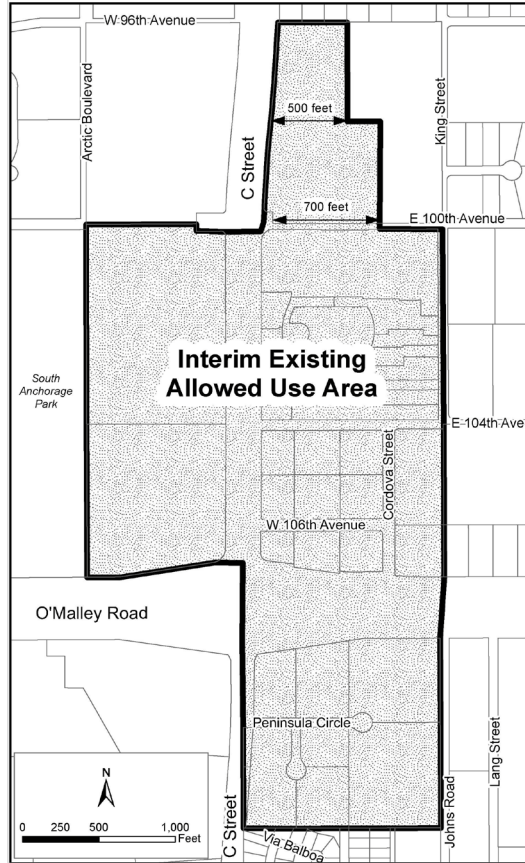 W 96th Avenue
Arctic Boulevard
C Street
500 feet
King Street
700 feet
E 100th Avenue
Interim Existing
Allowed Use Area
South
Anchorage
Park
E 104th Ave
Cordova Street
W 106th Avenue
O'Malley Road
Peninsula Circle
Lang Street
Johns Road
C Street
Via Balboa
N
0 250 500 1,000
Feet